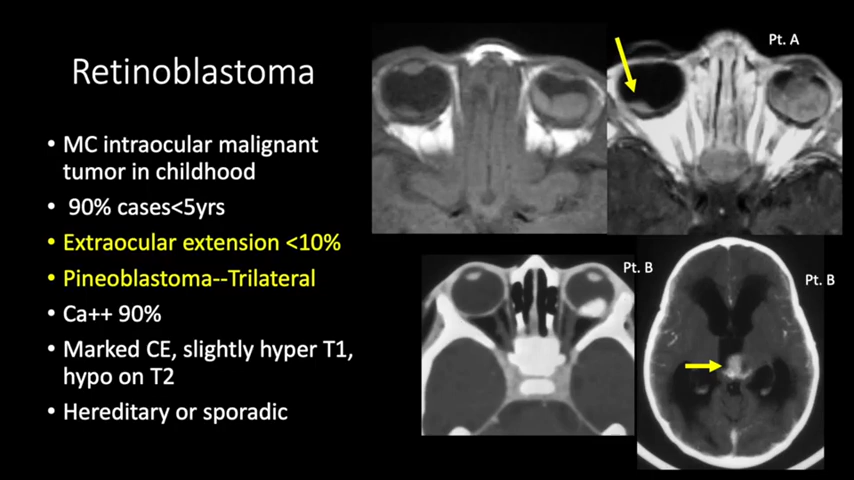 Retinoblastoma
• MC intraocular malignant
tumor in childhood
• 90% cases<5yrs
• Extraocular extension <10%
• Pineoblastoma--Trilateral
• Ca++ 90%
• Marked CE, slightly hyper T1,
hypo on T2
• Hereditary or sporadic
Pt. A
Pt. B
Pt. B